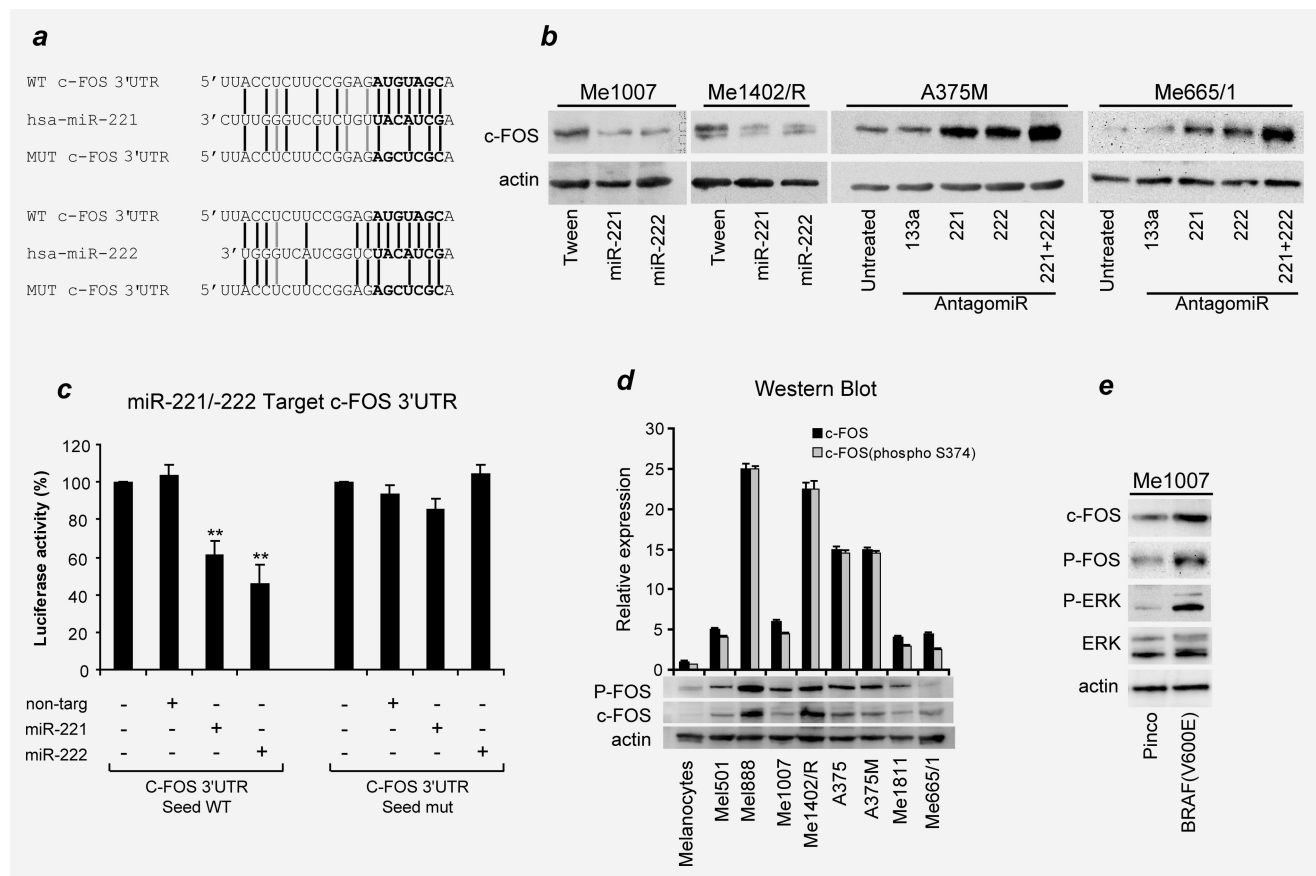 a
WT c-FOS 3'UTR 5'UUACCUCUUCCGGAGAUGUAGCA
hsa-miR-221 3'CUUUGGGUCGUCUGUUACAUCGA
MUT c-FOS 3'UTR 5'UUACCUCUUCCGGAGAGCUCGCA
WT c-FOS 3'UTR 5'UUACCUCUUCCGGAGAUGUAGCA
hsa-miR-222 3'UGGGUCAUCGGUCUACAUCGA
MUT c-FOS 3'UTR 5'UUACCUCUUCCGGAGAGCUCGCA
b
Me1007 Me1402/R A375M Me665/1
c-FOS
actin
Tween miR-221 miR-222 Tween miR-221 miR-222 Untreated 133a 221 222 221+222 Untreated 133a 221 222 221+222
AntagomiR AntagomiR
c
miR-221/-222 Target c-FOS 3'UTR
Luciferase activity (%)
120
100
80
60
40
20
0
** **
non-targ - + - - - + - -
miR-221 - - + - - - + -
miR-222 - - - + - - - +
C-FOS 3'UTR
Seed WT
C-FOS 3'UTR
Seed mut
d
Western Blot
c-FOS
c-FOS(phospho S374)
Relative expression
30
25
20
15
10
5
0
P-FOS
c-FOS
actin
Melanocytes Mel501 Mel888 Me1007 Me1402/R A375 A375M Me1811 Me665/1
e
Me1007
c-FOS
P-FOS
P-ERK
ERK
actin
Pinco BRAF(V600E)